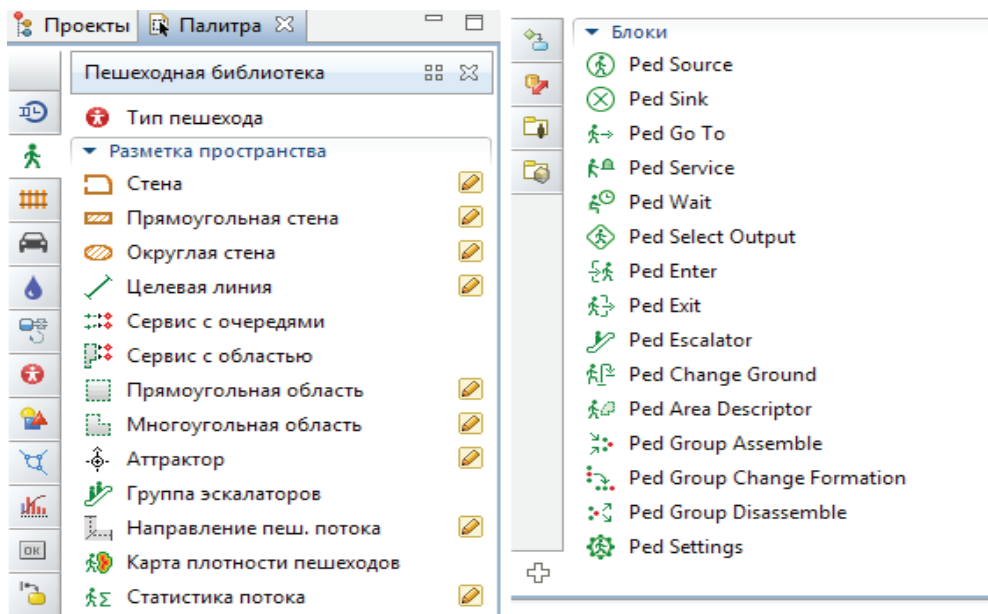 Проекты
Палитра
Пешеходная библиотека
Тип пешехода
Разметка пространства
Стена
Прямоугольная стена
Округлая стена
Целевая линия
Сервис с очередями
Сервис с областью
Прямоугольная область
Многоугольная область
Аттрактор
Группа эскалаторов
Направление пеш. потока
Карта плотности пешеходов
Статистика потока
OK
Блоки
Ped Source
Ped Sink
Ped Go To
Ped Service
Ped Wait
Ped Select Output
Ped Enter
Ped Exit
Ped Escalator
Ped Change Ground
Ped Area Descriptor
Ped Group Assemble
Ped Group Change Formation
Ped Group Disassemble
Ped Settings